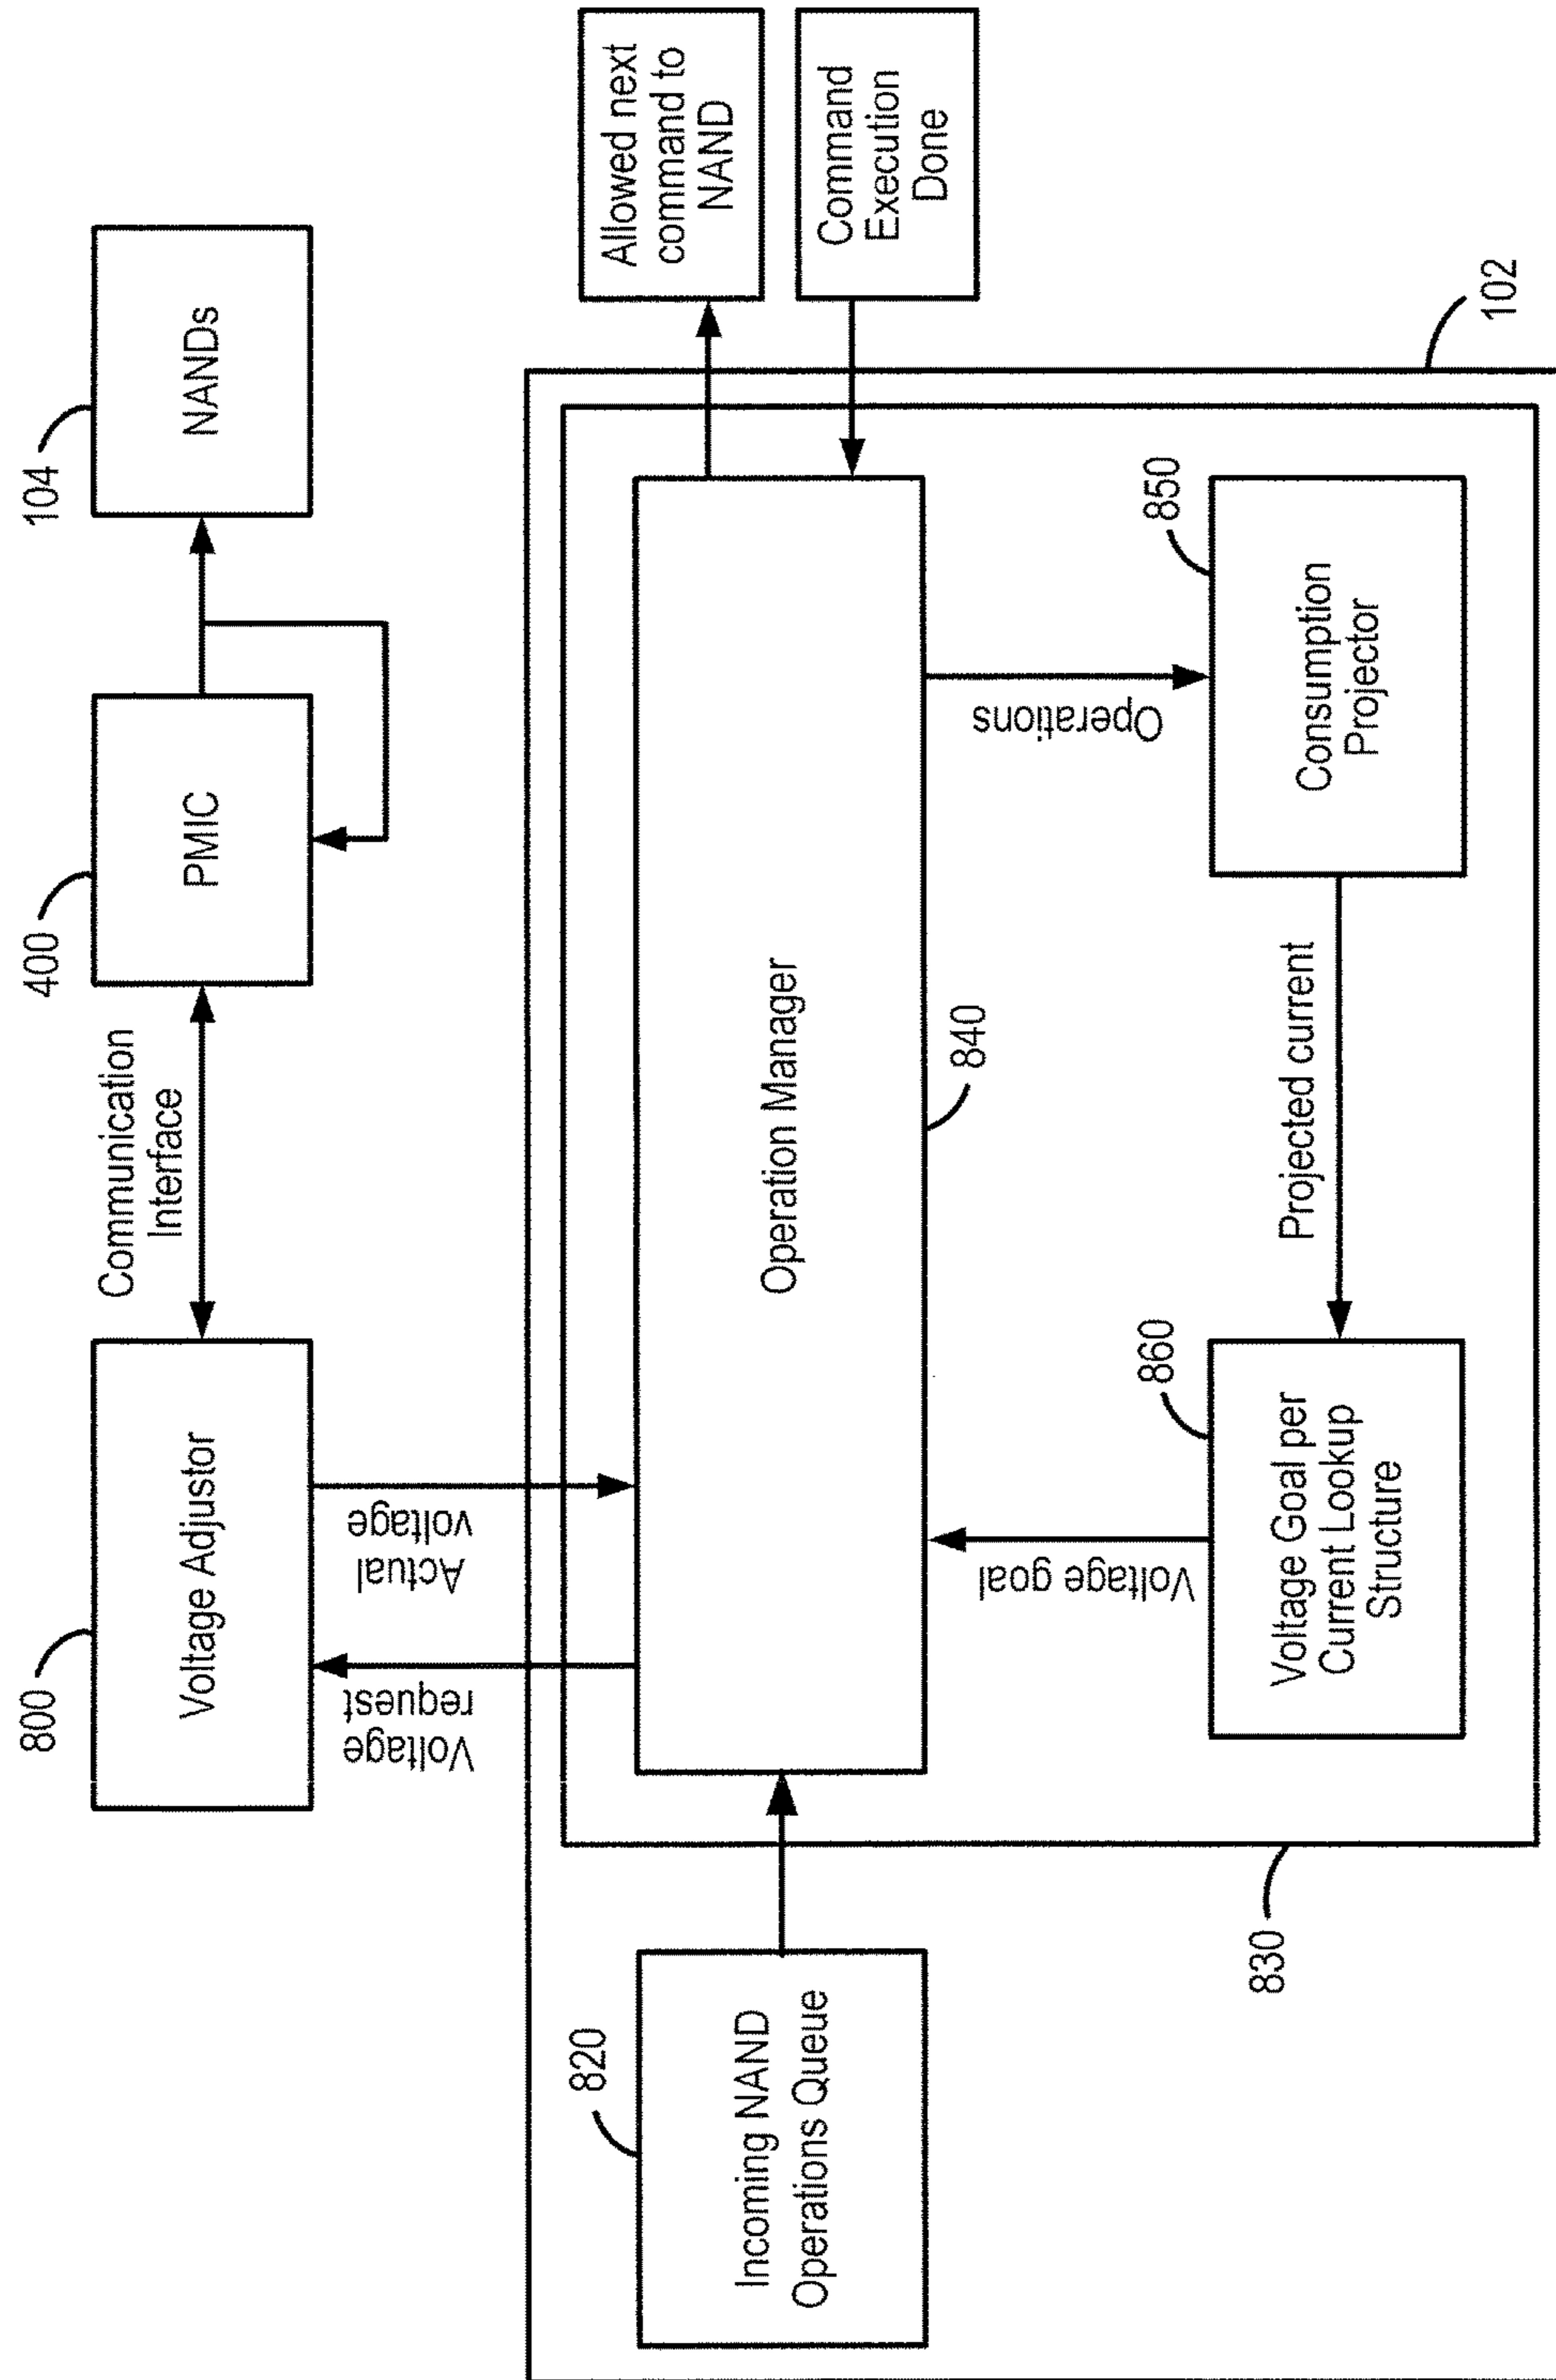 800
Voltage Adjustor
Communication
Interface
400
PMIC
104
NANDs
Voltage
request
Actual
voltage
Allowed next
command to
NAND
Command
Execution
Done
102
820
Incoming NAND
Operations Queue
Operation Manager
840
Voltage goal
Operations
860
Voltage Goal per
Current Lookup
Structure
Projected current
850
Consumption
Projector
830